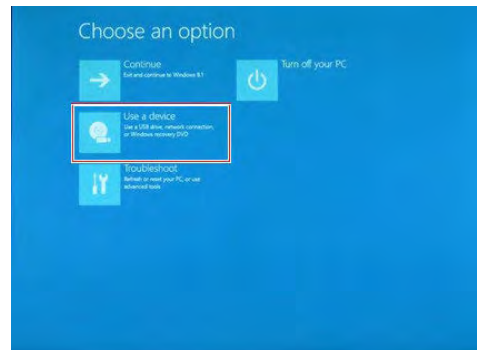 Choose an option
Continue
Exit and continue to Windows 8.1
Turn off your PC
Use a device
Use a USB drive, network connection,
or Windows recovery DVD
Troubleshoot
Refresh or reset your PC, or use
advanced tools